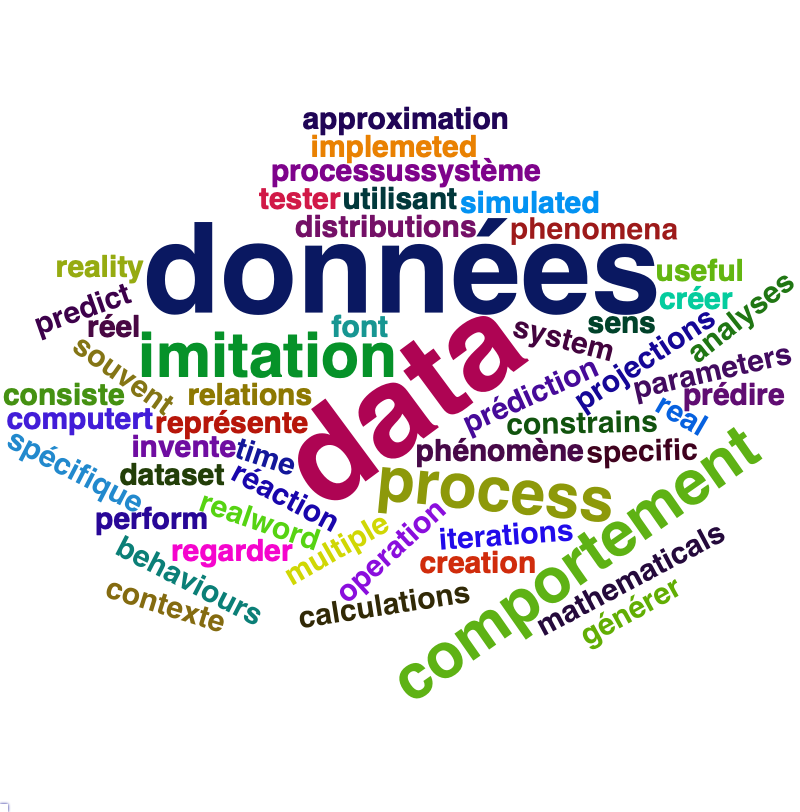 approximation
implemeted
processussystème
tester
utilisant
simulated
distributions
phenomena
données
reality
useful
predict
créer
analyses
réel
font
system
sens
projections
imitation
data
souvent
prédiction
parameters
consiste
relations
prédire
computert
représente
constrains
real
invente
time
phénomène
specific
spécifique
dataset
réaction
process
comportement
realword
perform
multiple
operation
iterations
regarder
behaviours
creation
mathematicals
contexte
calculations
générer